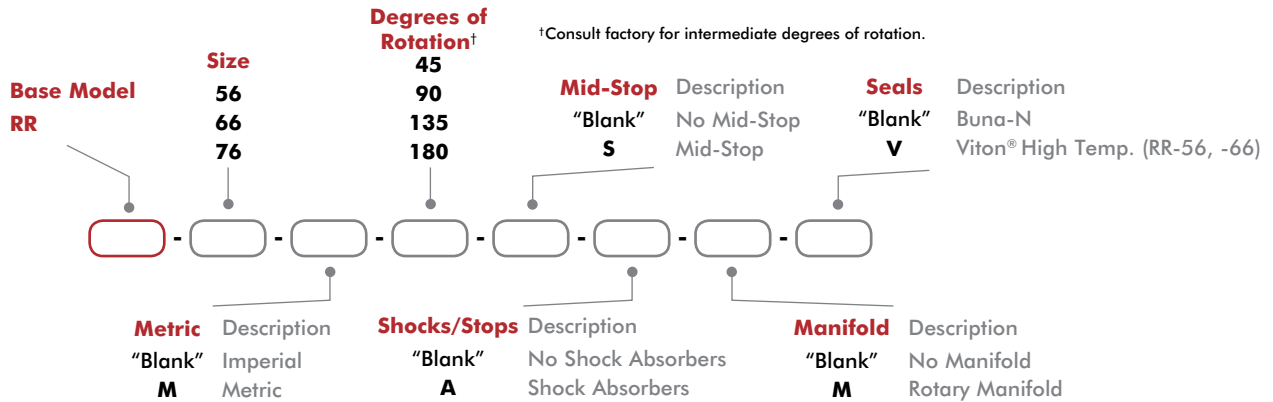 Degrees of
Rotation†
†Consult factory for intermediate degrees of rotation.
Size
45
Base Model
56
90
Mid-Stop Description
Seals Description
RR
66
135
"Blank" No Mid-Stop
"Blank" Buna-N
76
180
S Mid-Stop
V Viton® High Temp. (RR-56, -66)
- - - - - - -
Metric Description
Shocks/Stops Description
Manifold Description
"Blank" Imperial
"Blank" No Shock Absorbers
"Blank" No Manifold
M Metric
A Shock Absorbers
M Rotary Manifold